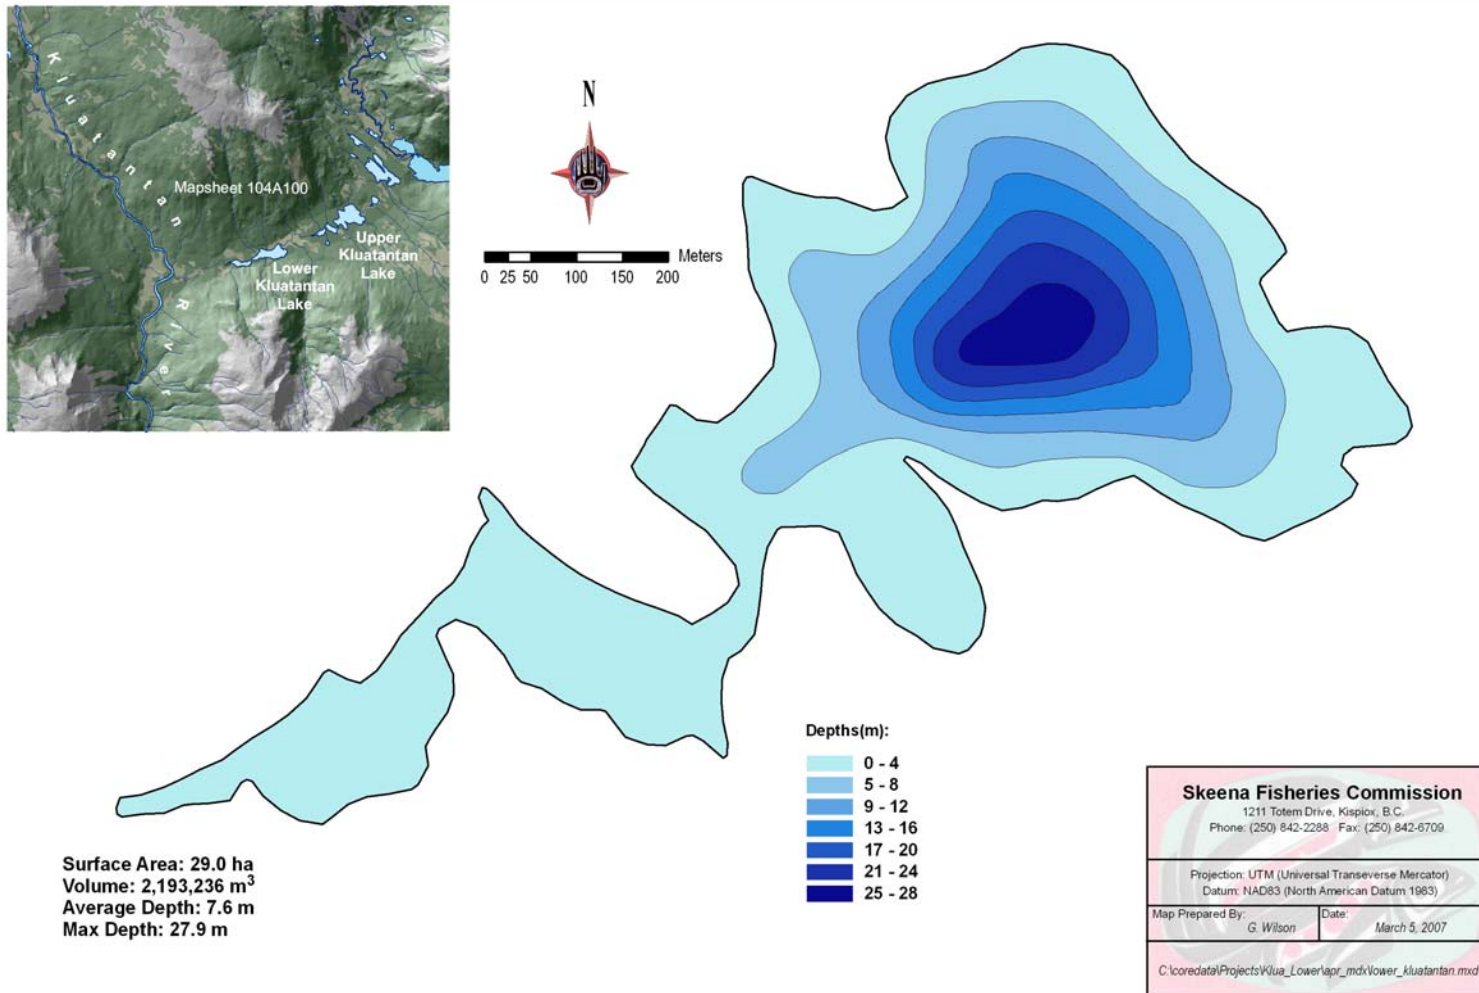 Kluatantan River
Mapsheet 104A100
Upper
Kluatantan
Lake
Lower
Kluatantan
Lake
N
Meters
0 25 50 100 150 200
Depths(m):
0 - 4
5 - 8
9 - 12
13 - 16
17 - 20
21 - 24
25 - 28
Surface Area: 29.0 ha
Volume: 2,193,236 m³
Average Depth: 7.6 m
Max Depth: 27.9 m
Skeena Fisheries Commission
1211 Totem Drive, Kispiox, B.C.
Phone: (250) 842-2288 Fax: (250) 842-6709
Projection: UTM (Universal Transeverse Mercator)
Datum: NAD83 (North American Datum 1983)
Map Prepared By: Date:
G. Wilson March 5, 2007
C:\coredata\Projects\Klua_Lower\apr_mdx\lower_kluatantan.mxd